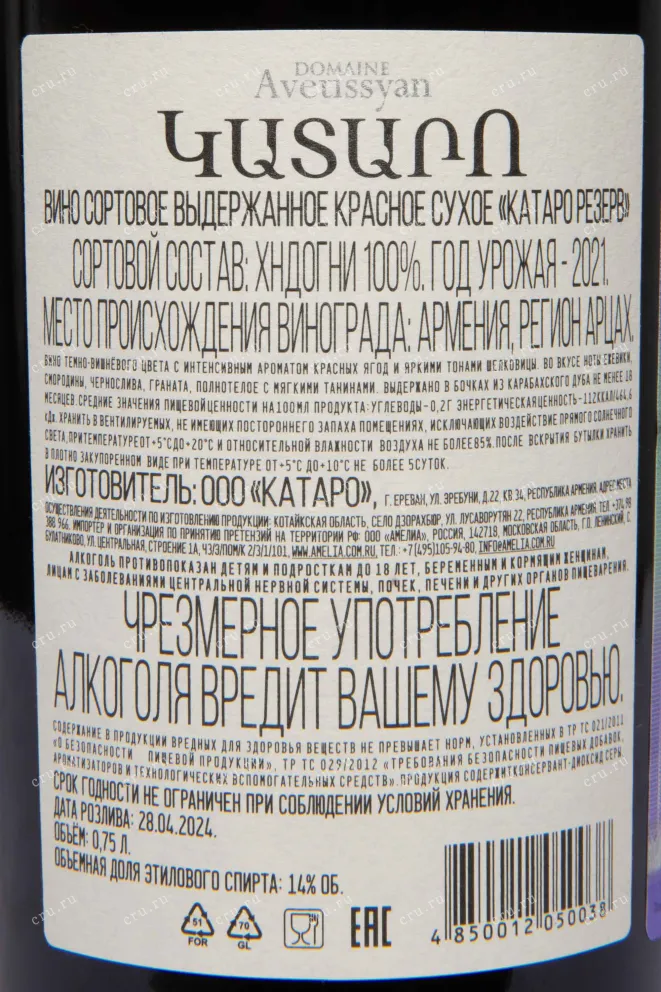 DOMAINE
Avetissyan
ԿԱՏԱՐՈ
ВИНО СОРТОВОЕ ВЫДЕРЖАННОЕ КРАСНОЕ СУХОЕ «КАТАРО РЕЗЕРВ»
СОРТОВОЙ СОСТАВ: ХНДОГНИ 100%. ГОД УРОЖАЯ - 2021.
МЕСТО ПРОИСХОЖДЕНИЯ ВИНОГРАДА: АРМЕНИЯ, РЕГИОН АРЦАХ.
ВИНО ТЕМНО-ВИШНЁВОГО ЦВЕТА С ИНТЕНСИВНЫМ АРОМАТОМ КРАСНЫХ ЯГОД И ЯРКИМИ ТОНАМИ ШЕЛКОВИЦЫ. ВО ВКУСЕ НОТЫ ЕЖЕВИКИ,
СМОРОДИНЫ, ЧЕРНОСЛИВА, ГРАНАТА, ПОЛНОТЕЛОЕ С МЯГКИМИ ТАНИНАМИ. ВЫДЕРЖАНО В БОЧКАХ ИЗ КАРАБАХСКОГО ДУБА НЕ МЕНЕЕ 18
МЕСЯЦЕВ. СРЕДНИЕ ЗНАЧЕНИЯ ПИЩЕВОЙ ЦЕННОСТИ НА 100МЛ ПРОДУКТА: УГЛЕВОДЫ-0,2Г ЭНЕРГЕТИЧЕСКАЯ ЦЕННОСТЬ-112ККАЛ/464,6
кДж. ХРАНИТЬ В ВЕНТИЛИРУЕМЫХ, НЕ ИМЕЮЩИХ ПОСТОРОННЕГО ЗАПАХА ПОМЕЩЕНИЯХ, ИСКЛЮЧАЮЩИХ ВОЗДЕЙСТВИЕ ПРЯМОГО СОЛНЕЧНОГО
СВЕТА, ПРИ ТЕМПЕРАТУРЕ ОТ +5°С ДО +20°С И ОТНОСИТЕЛЬНОЙ ВЛАЖНОСТИ ВОЗДУХА НЕ БОЛЕЕ 85%. ПОСЛЕ ВСКРЫТИЯ БУТЫЛКИ ХРАНИТЬ
В ПЛОТНО ЗАКУПОРЕННОМ ВИДЕ ПРИ ТЕМПЕРАТУРЕ ОТ +5°С ДО +10°С НЕ БОЛЕЕ 5 СУТОК.
ИЗГОТОВИТЕЛЬ: ООО «КАТАРО», Г. ЕРЕВАН, УЛ. ЭРЕБУНИ, Д.22, КВ 34, РЕСПУБЛИКА АРМЕНИЯ. АДРЕС МЕСТА
ОСУЩЕСТВЛЕНИЯ ДЕЯТЕЛЬНОСТИ ПО ИЗГОТОВЛЕНИЮ ПРОДУКЦИИ: КОТАЙКСКАЯ ОБЛАСТЬ, СЕЛО ДЗОРАХБЮР, УЛ. ЛУСАВОРУТЯН 22, РЕСПУБЛИКА АРМЕНИЯ, ТЕЛ. +374 98
388 966. ИМПОРТЕР И ОРГАНИЗАЦИЯ ПО ПРИНЯТИЮ ПРЕТЕНЗИЙ НА ТЕРРИТОРИИ РФ: ООО «АМЕЛИА», РОССИЯ, 142718, МОСКОВСКАЯ ОБЛАСТЬ, Г.П. ЛЕНИНСКИЙ, С.
БУЛАТНИКОВО, УЛ. ЦЕНТРАЛЬНАЯ, СТРОЕНИЕ 1А, ЧЭ/ЭТ/ПОМК 2/3/1/101, WWW.AMELIA.COM.RU, ТЕЛ.: +7(495)105-94-80, INFO@AMELIA.COM.RU
АЛКОГОЛЬ ПРОТИВОПОКАЗАН ДЕТЯМ И ПОДРОСТКАМ ДО 18 ЛЕТ, БЕРЕМЕННЫМ И КОРМЯЩИМ ЖЕНЩИНАМ,
ЛИЦАМ С ЗАБОЛЕВАНИЯМИ ЦЕНТРАЛЬНОЙ НЕРВНОЙ СИСТЕМЫ, ПОЧЕК, ПЕЧЕНИ И ДРУГИХ ОРГАНОВ ПИЩЕВАРЕНИЯ.
ЧРЕЗМЕРНОЕ УПОТРЕБЛЕНИЕ
АЛКОГОЛЯ ВРЕДИТ ВАШЕМУ ЗДОРОВЬЮ.
СОДЕРЖАНИЕ В ПРОДУКЦИИ ВРЕДНЫХ ДЛЯ ЗДОРОВЬЯ ВЕЩЕСТВ НЕ ПРЕВЫШАЕТ НОРМ, УСТАНОВЛЕННЫХ В ТР ТС 021/2011
«О БЕЗОПАСНОСТИ ПИЩЕВОЙ ПРОДУКЦИИ», ТР ТС 029/2012 «ТРЕБОВАНИЯ БЕЗОПАСНОСТИ ПИЩЕВЫХ ДОБАВОК,
АРОМАТИЗАТОРОВ И ТЕХНОЛОГИЧЕСКИХ ВСПОМОГАТЕЛЬНЫХ СРЕДСТВ». ПРОДУКЦИЯ СОДЕРЖИТ КОНСЕРВАНТ-ДИОКСИД СЕРЫ.
СРОК ГОДНОСТИ НЕ ОГРАНИЧЕН ПРИ СОБЛЮДЕНИИ УСЛОВИЙ ХРАНЕНИЯ.
ДАТА РОЗЛИВА: 28.04.2024.
ОБЪЁМ: 0,75 Л.
ОБЪЕМНАЯ ДОЛЯ ЭТИЛОВОГО СПИРТА: 14% ОБ.
51
FOR
70
GL
EAC
4 850012 050038
cru.ru